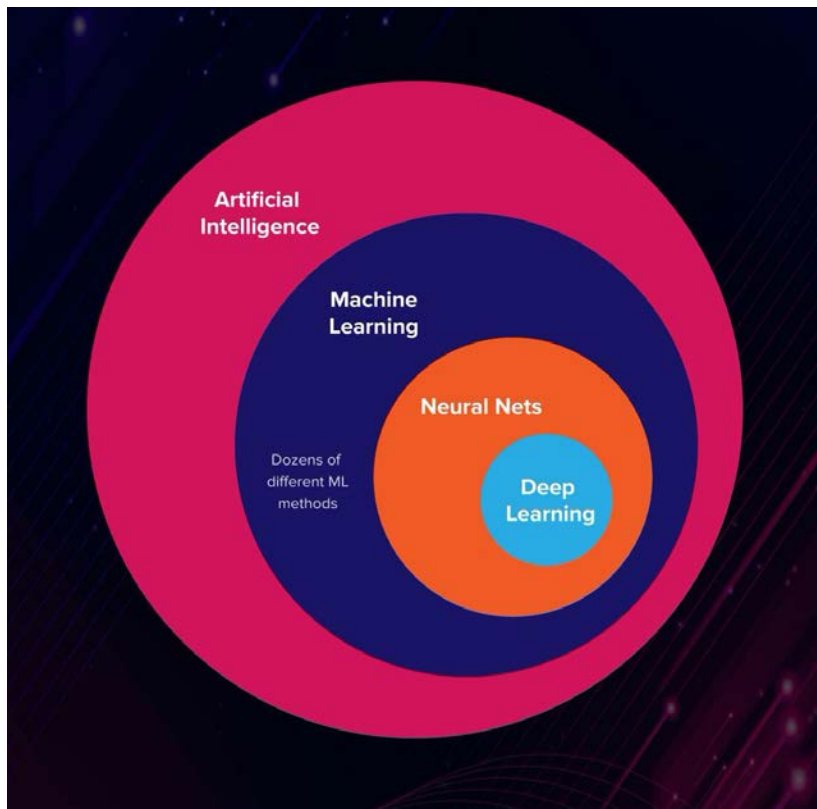 Artificial
Intelligence
Machine
Learning
Neural Nets
Dozens of
different ML
methods
Deep
Learning